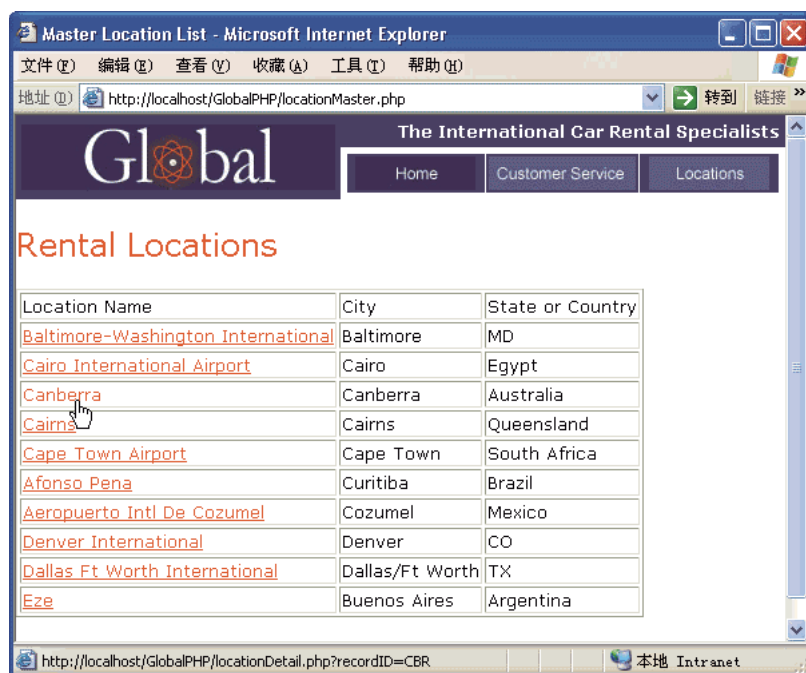 Master Location List - Microsoft Internet Explorer
文件(F) 编辑(E) 查看(V) 收藏(A) 工具(T) 帮助(H)
地址(D) http://localhost/GlobalPHP/locationMaster.php 转到 链接 »
The International Car Rental Specialists
Global
Home Customer Service Locations
Rental Locations
Location Name City State or Country
Baltimore-Washington International Baltimore MD
Cairo International Airport Cairo Egypt
Canberra Canberra Australia
Cairns Cairns Queensland
Cape Town Airport Cape Town South Africa
Afonso Pena Curitiba Brazil
Aeropuerto Intl De Cozumel Cozumel Mexico
Denver International Denver CO
Dallas Ft Worth International Dallas/Ft Worth TX
Eze Buenos Aires Argentina
http://localhost/GlobalPHP/locationDetail.php?recordID=CBR 本地 Intranet